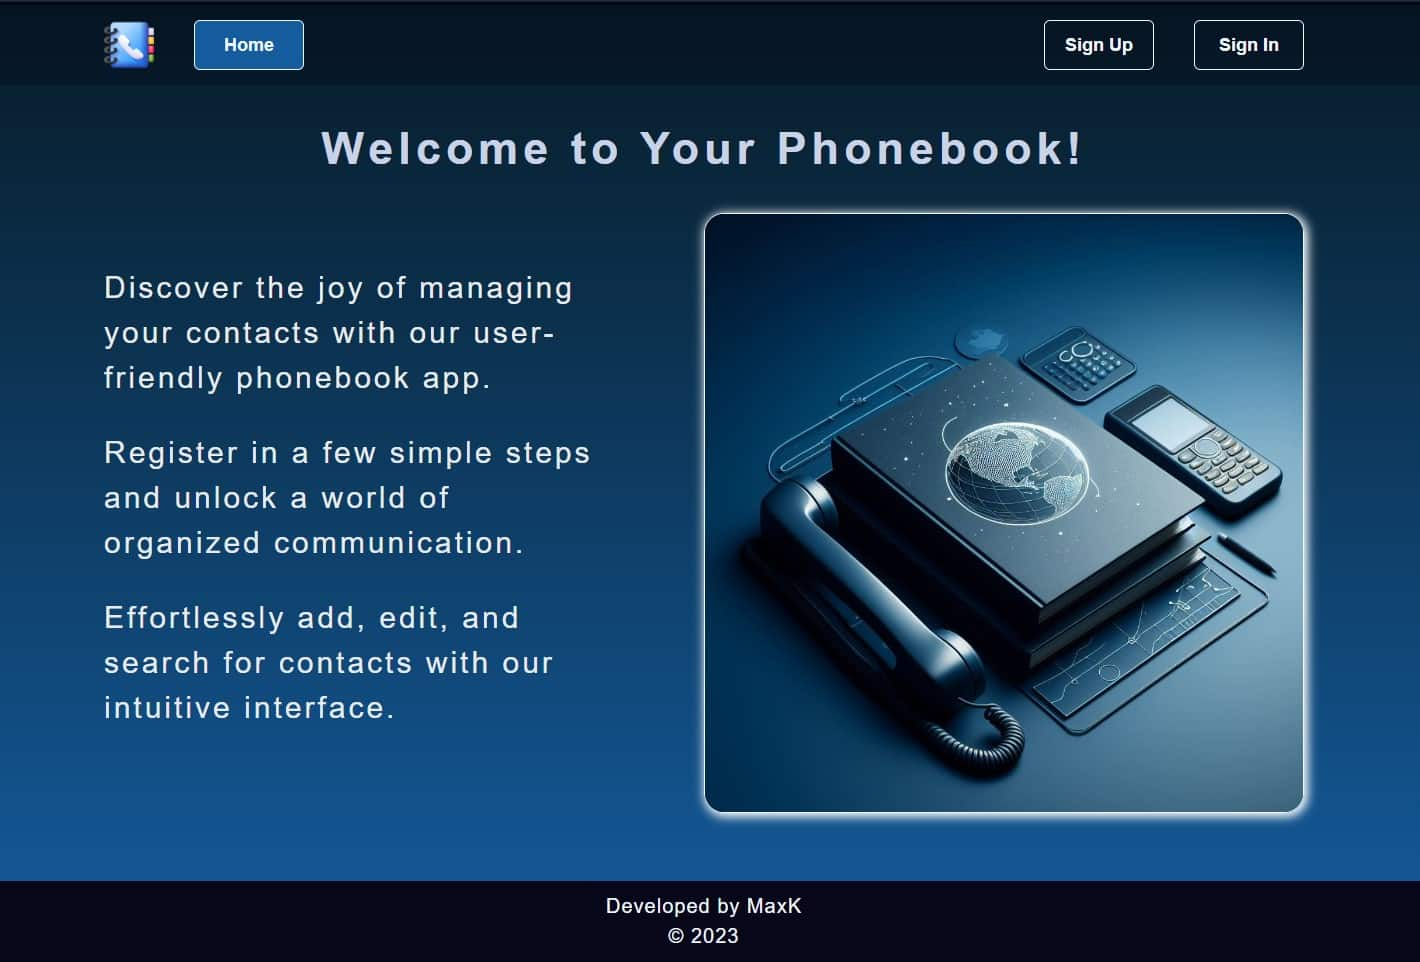 Home
Sign Up
Sign In
Welcome to Your Phonebook!
Discover the joy of managing
your contacts with our user-
friendly phonebook app.
Register in a few simple steps
and unlock a world of
organized communication.
Effortlessly add, edit, and
search for contacts with our
intuitive interface.
Developed by MaxK
© 2023